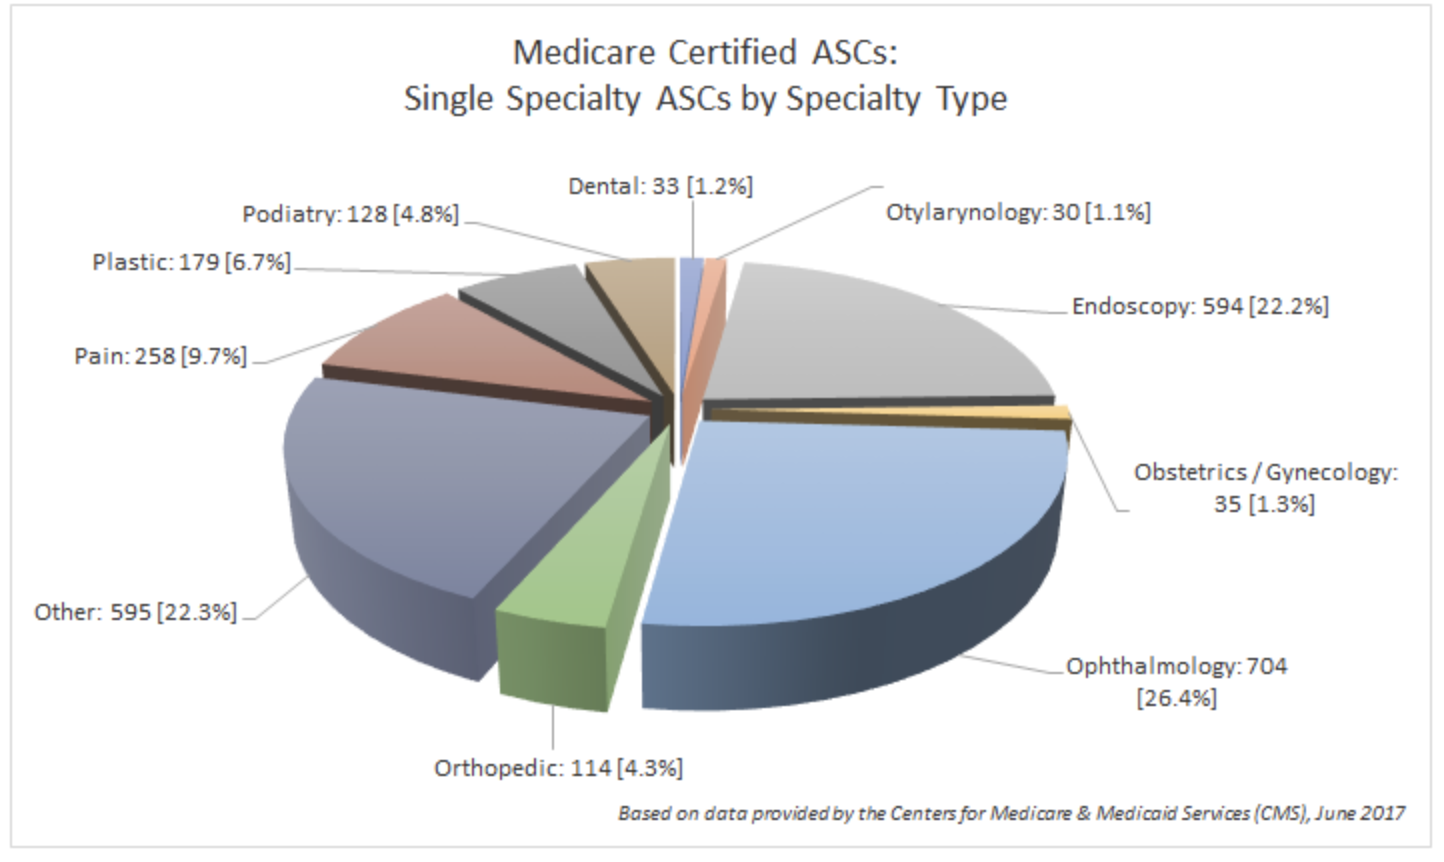 Medicare Certified ASCs:
Single Specialty ASCs by Specialty Type
Dental: 33 [1.2%]
Otylarynology: 30 [1.1%]
Podiatry: 128 [4.8%]
Plastic: 179 [6.7%]
Endoscopy: 594 [22.2%]
Pain: 258 [9.7%]
Obstetrics / Gynecology:
35 [1.3%]
Other: 595 [22.3%]
Ophthalmology: 704
[26.4%]
Orthopedic: 114 [4.3%]
Based on data provided by the Centers for Medicare & Medicaid Services (CMS), June 2017